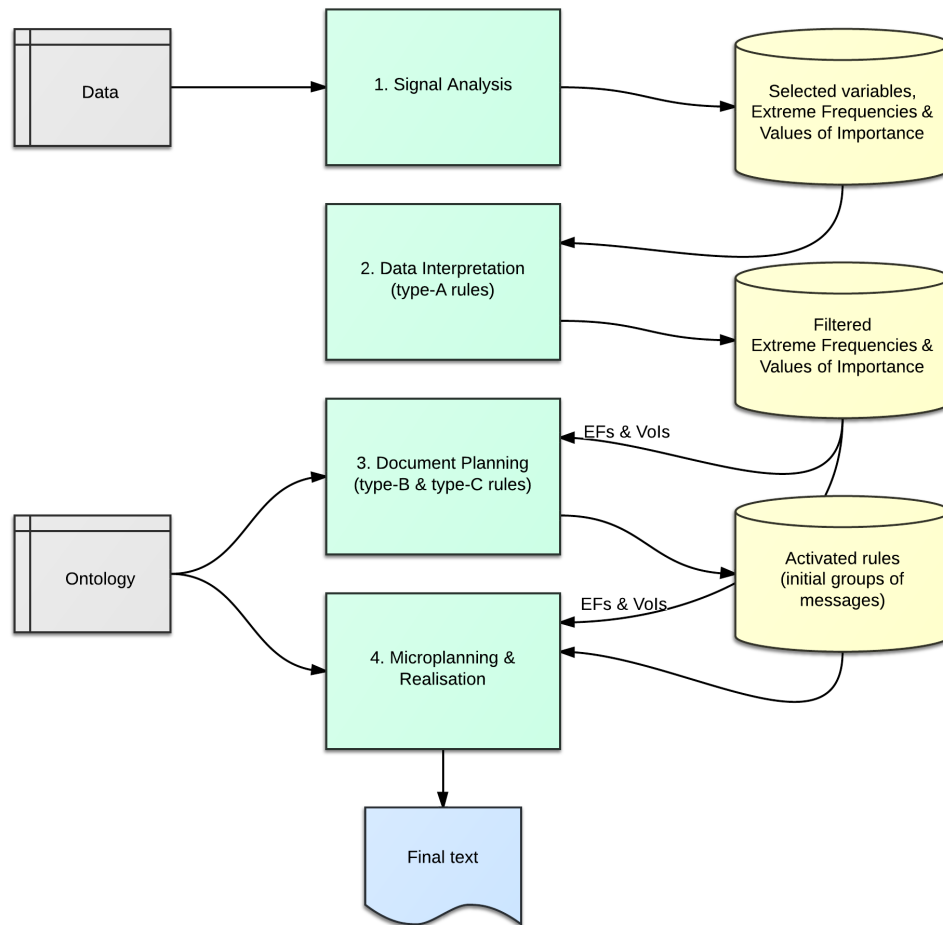 Data
1. Signal Analysis
Selected variables,
Extreme Frequencies &
Values of Importance
2. Data Interpretation
(type-A rules)
Filtered
Extreme Frequencies &
Values of Importance
EFs & VoIs
3. Document Planning
(type-B & type-C rules)
Ontology
Activated rules
(initial groups of
messages)
EFs & VoIs
4. Microplanning &
Realisation
Final text